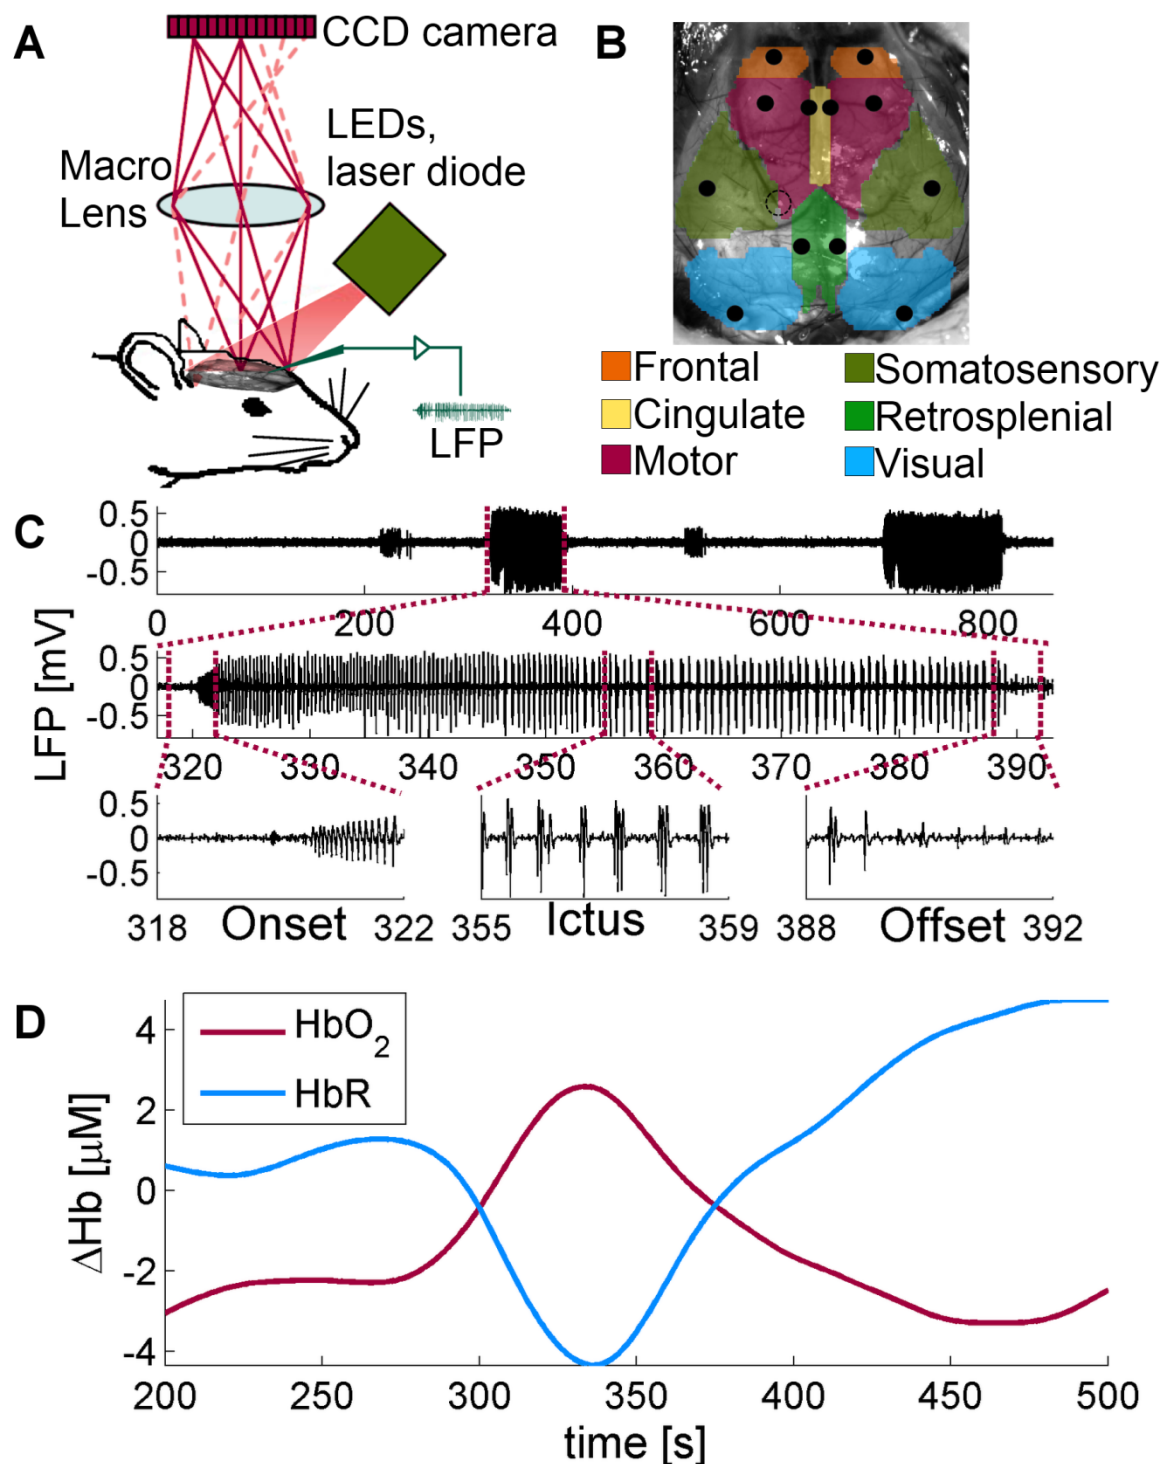 A
CCD camera
LEDs,
laser diode
Macro
Lens
LFP
B
Frontal
Cingulate
Motor
Somatosensory
Retrosplenial
Visual
C
LFP [mV]
0.5
0
-0.5
0 200 400 600 800
0.5
0
-0.5
320 330 340 350 360 370 380 390
0.5
0
-0.5
318 Onset 322 355 Ictus 359 388 Offset 392
D
HbO2
HbR
ΔHb [μM]
4
2
0
-2
-4
200 250 300 350 400 450 500
time [s]